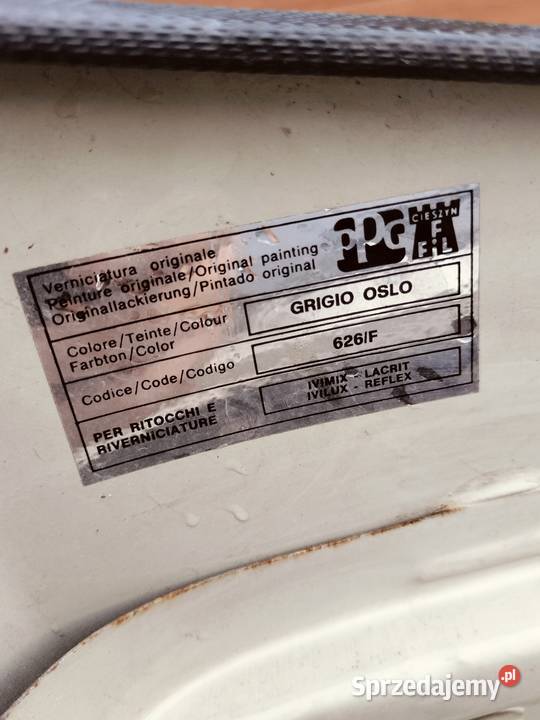 Verniciatura originale
Peinture originale/Original painting
Originallackierung/Pintado original
PPG
CIESZYN
F
FIL
Colore/Teinte/Colour
Farbton/Color
GRIGIO OSLO
Codice/Code/Codigo
626/F
PER RITOCCHI E
RIVERNICIATURE
IVIMIX - LACRIT
IVILUX - REFLEX
Sprzedajemy.pl